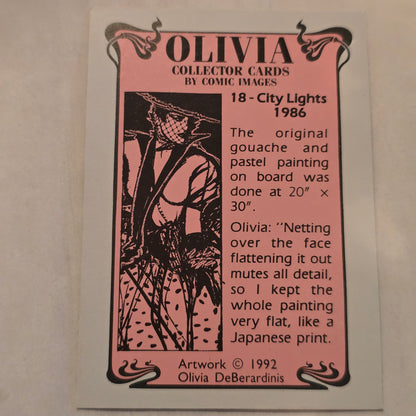 OLIVIA
COLLECTOR CARDS
BY COMIC IMAGES
18 - City Lights
1986
The original
gouache and
pastel painting
on board was
done at 20" ×
30".
Olivia: "Netting
over the face
flattening it out
mutes all detail,
so I kept the
whole painting
very flat, like a
Japanese print.
Artwork © 1992
Olivia DeBerardinis